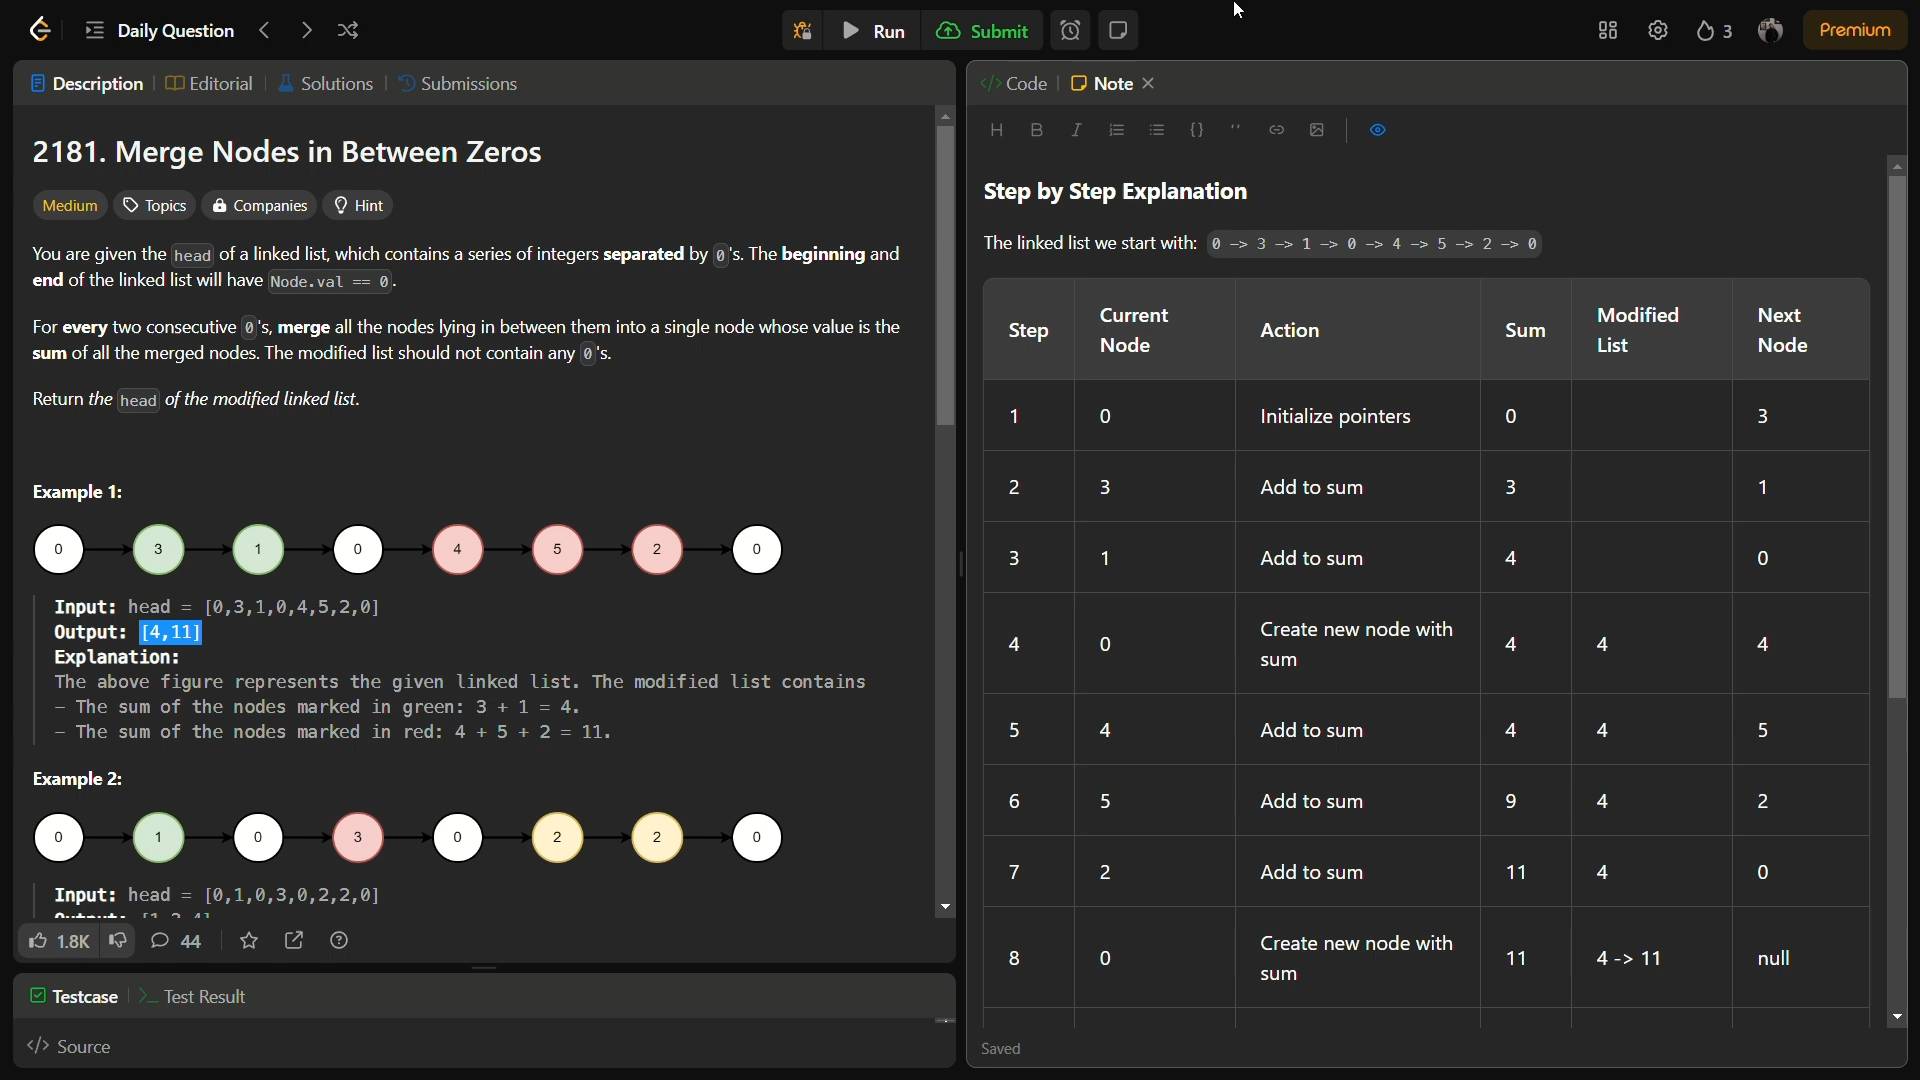 Daily Question
Run
Submit
3
Premium
Description
Editorial
Solutions
Submissions
2181. Merge Nodes in Between Zeros
Medium
Topics
Companies
Hint
You are given the head of a linked list, which contains a series of integers separated by 0's. The beginning and
end of the linked list will have Node.val == 0.
For every two consecutive 0's, merge all the nodes lying in between them into a single node whose value is the
sum of all the merged nodes. The modified list should not contain any 0's.
Return the head of the modified linked list.
Example 1:
0 3 1 0 4 5 2 0
Input: head = [0,3,1,0,4,5,2,0]
Output: [4,11]
Explanation:
The above figure represents the given linked list. The modified list contains
- The sum of the nodes marked in green: 3 + 1 = 4.
- The sum of the nodes marked in red: 4 + 5 + 2 = 11.
Example 2:
0 1 0 3 0 2 2 0
Input: head = [0,1,0,3,0,2,2,0]
Output: [1,3,4]
1.8K
44
Testcase
Test Result
Source
Code
Note
Step by Step Explanation
The linked list we start with: 0 -> 3 -> 1 -> 0 -> 4 -> 5 -> 2 -> 0
Step Current Node Action Sum Modified List Next Node
1 0 Initialize pointers 0 3
2 3 Add to sum 3 1
3 1 Add to sum 4 0
4 0 Create new node with sum 4 4 4
5 4 Add to sum 4 4 5
6 5 Add to sum 9 4 2
7 2 Add to sum 11 4 0
8 0 Create new node with sum 11 4 -> 11 null
Saved